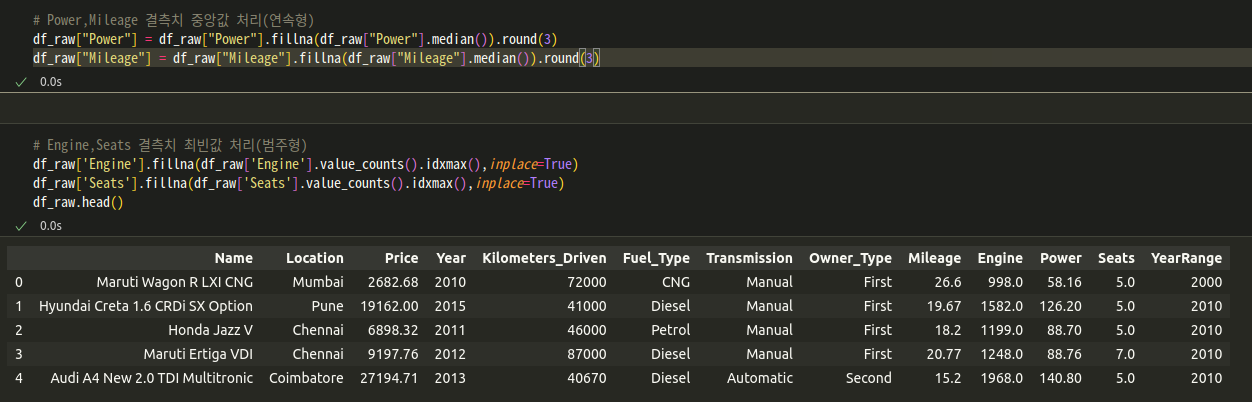 # Power,Mileage 결측치 중앙값 처리(연속형)
df_raw["Power"] = df_raw["Power"].fillna(df_raw["Power"].median()).round(3)
df_raw["Mileage"] = df_raw["Mileage"].fillna(df_raw["Mileage"].median()).round(3)
✓ 0.0s
# Engine,Seats 결측치 최빈값 처리(범주형)
df_raw['Engine'].fillna(df_raw['Engine'].value_counts().idxmax(),inplace=True)
df_raw['Seats'].fillna(df_raw['Seats'].value_counts().idxmax(),inplace=True)
df_raw.head()
✓ 0.0s
Name Location Price Year Kilometers_Driven Fuel_Type Transmission Owner_Type Mileage Engine Power Seats YearRange
0 Maruti Wagon R LXI CNG Mumbai 2682.68 2010 72000 CNG Manual First 26.6 998.0 58.16 5.0 2000
1 Hyundai Creta 1.6 CRDi SX Option Pune 19162.00 2015 41000 Diesel Manual First 19.67 1582.0 126.20 5.0 2010
2 Honda Jazz V Chennai 6898.32 2011 46000 Petrol Manual First 18.2 1199.0 88.70 5.0 2010
3 Maruti Ertiga VDI Chennai 9197.76 2012 87000 Diesel Manual First 20.77 1248.0 88.76 7.0 2010
4 Audi A4 New 2.0 TDI Multitronic Coimbatore 27194.71 2013 40670 Diesel Automatic Second 15.2 1968.0 140.80 5.0 2010